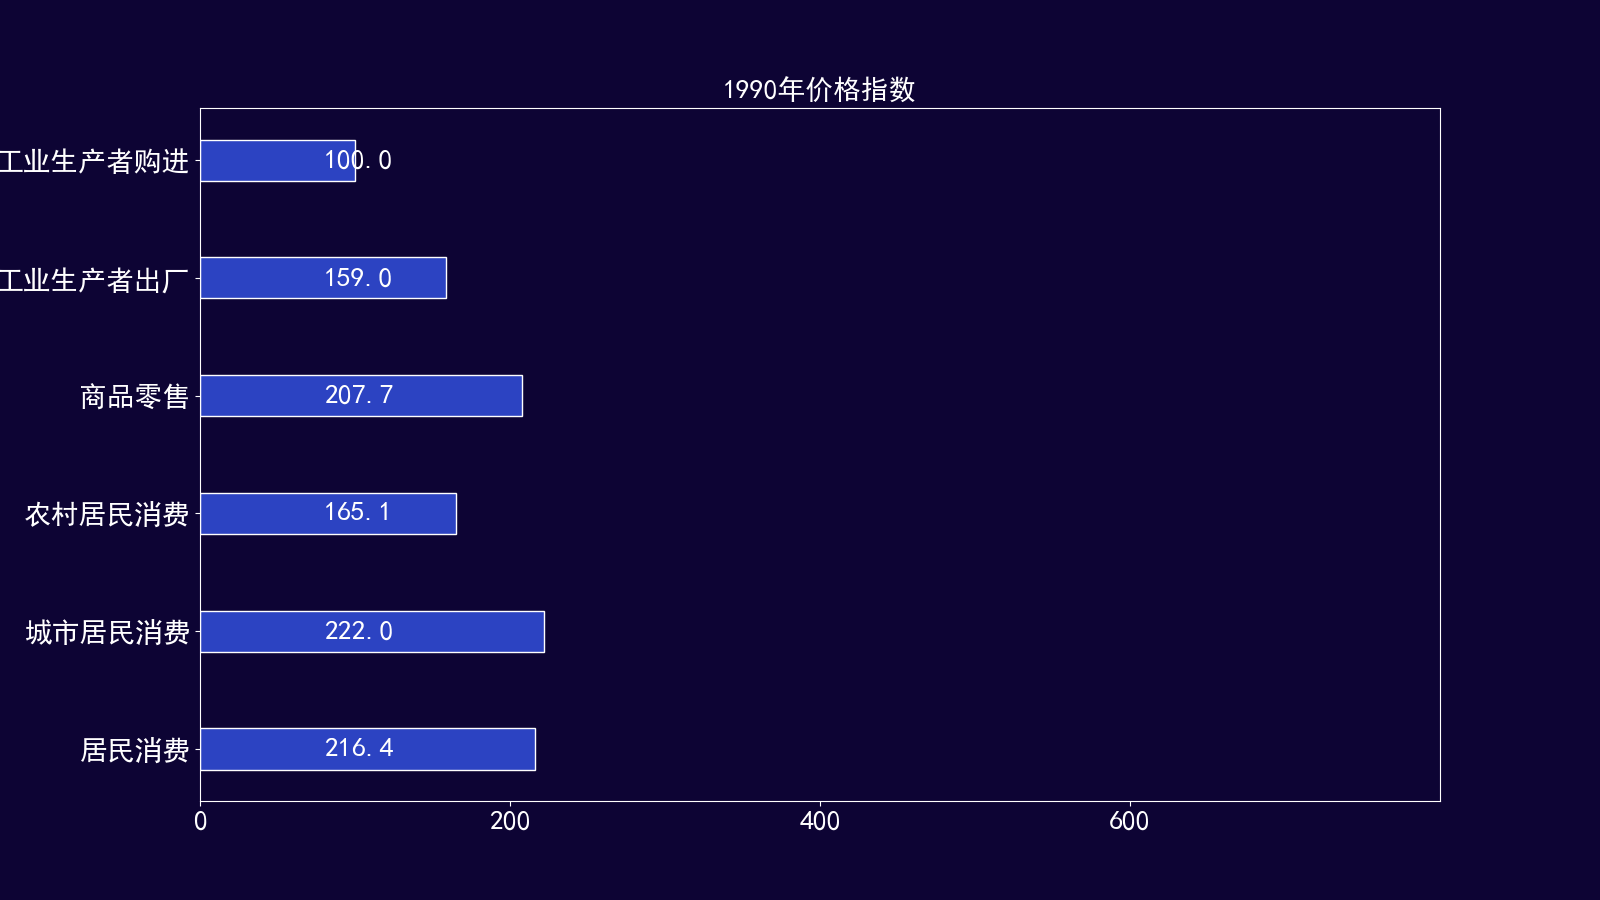 1990年价格指数
工业生产者购进 100.0
工业生产者出厂 159.0
商品零售 207.7
农村居民消费 165.1
城市居民消费 222.0
居民消费 216.4
0 200 400 600